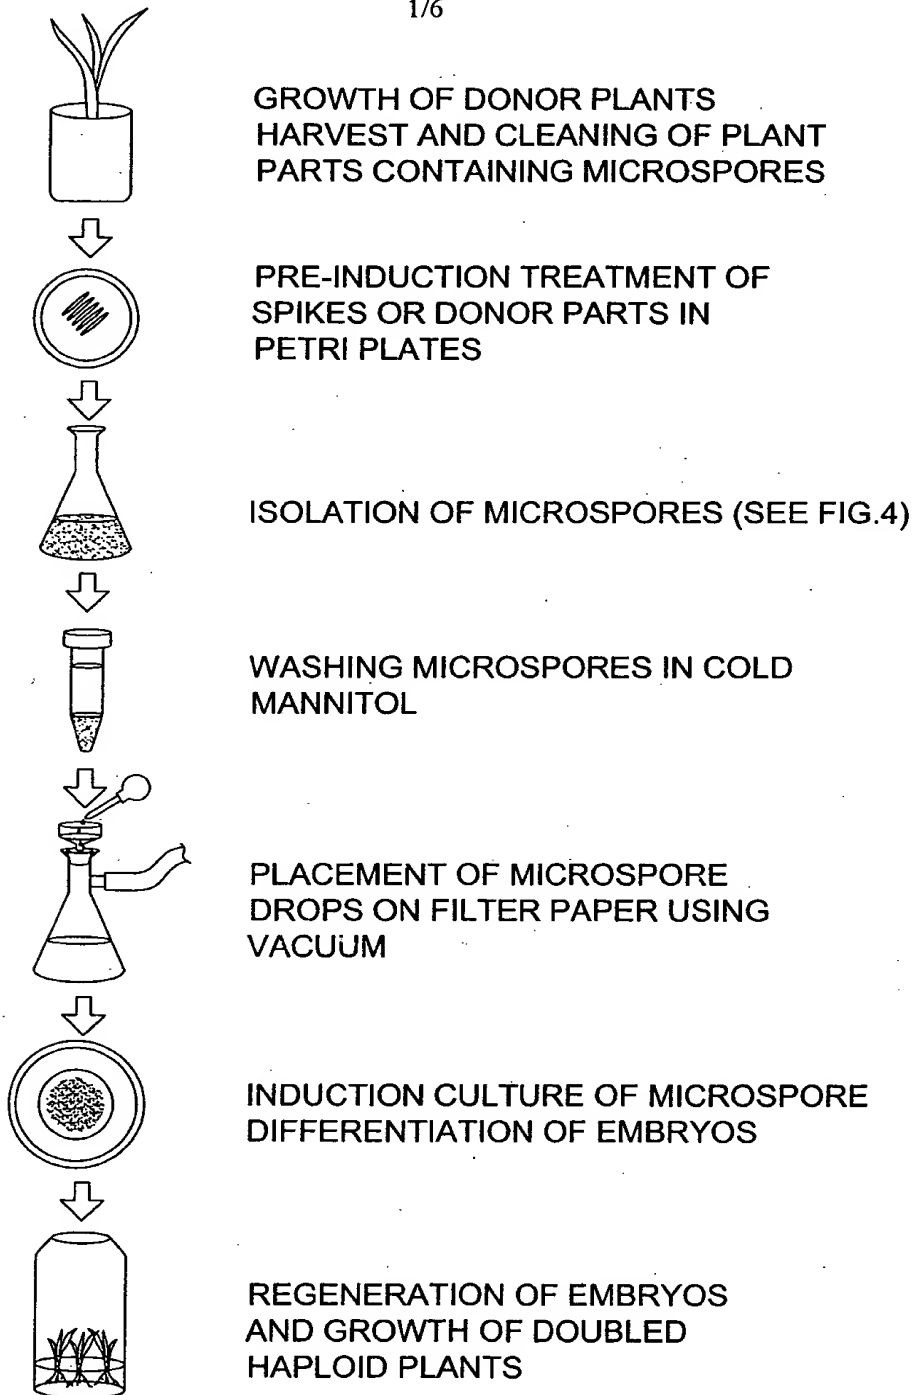 1/6
GROWTH OF DONOR PLANTS
HARVEST AND CLEANING OF PLANT
PARTS CONTAINING MICROSPORES
PRE-INDUCTION TREATMENT OF
SPIKES OR DONOR PARTS IN
PETRI PLATES
ISOLATION OF MICROSPORES (SEE FIG.4)
WASHING MICROSPORES IN COLD
MANNITOL
PLACEMENT OF MICROSPORE
DROPS ON FILTER PAPER USING
VACUUM
INDUCTION CULTURE OF MICROSPORE
DIFFERENTIATION OF EMBRYOS
REGENERATION OF EMBRYOS
AND GROWTH OF DOUBLED
HAPLOID PLANTS